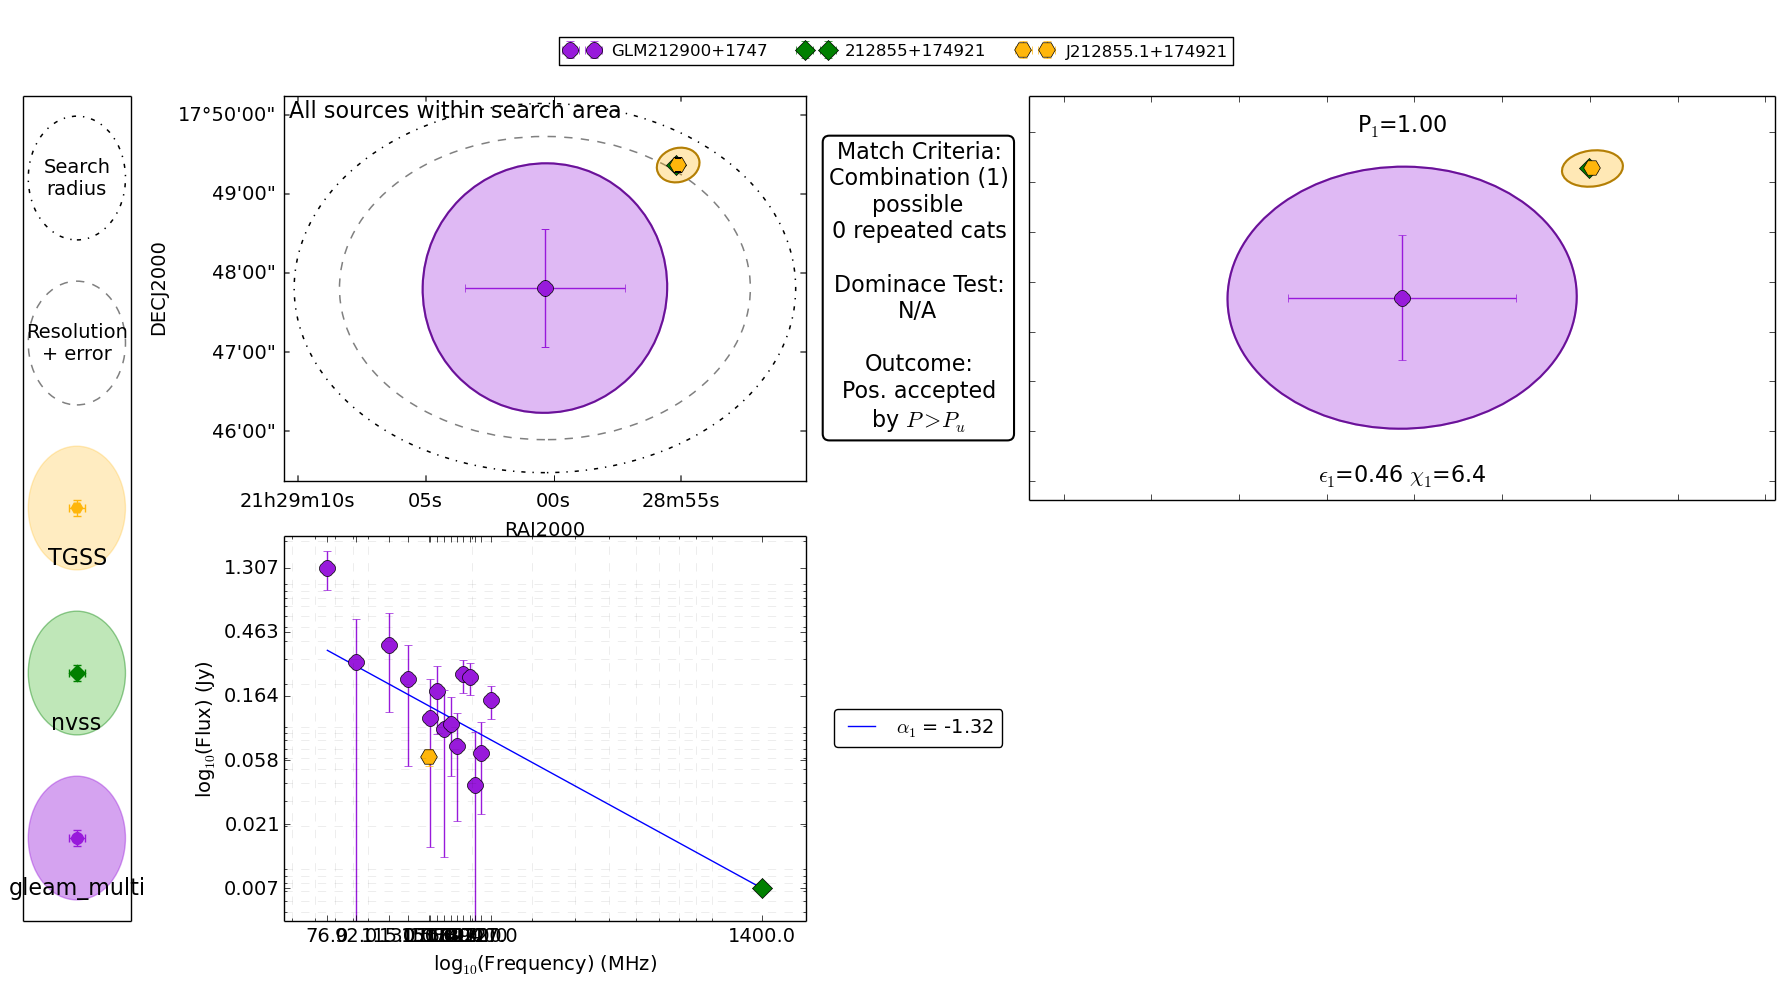 GLM212900+1747 212855+174921 J212855.1+174921
Search
radius
Resolution
+ error
TGSS
nvss
gleam_multi
All sources within search area
DECJ2000
17°50'00"
49'00"
48'00"
47'00"
46'00"
21h29m10s 05s 00s 28m55s
RAJ2000
Match Criteria:
Combination (1)
possible
0 repeated cats
Dominace Test:
N/A
Outcome:
Pos. accepted
by P>Pu
P1=1.00
ϵ1=0.46 χ1=6.4
log10(Flux) (Jy)
1.307
0.463
0.164
0.058
0.021
0.007
1400.0
log10(Frequency) (MHz)
α1 = -1.32